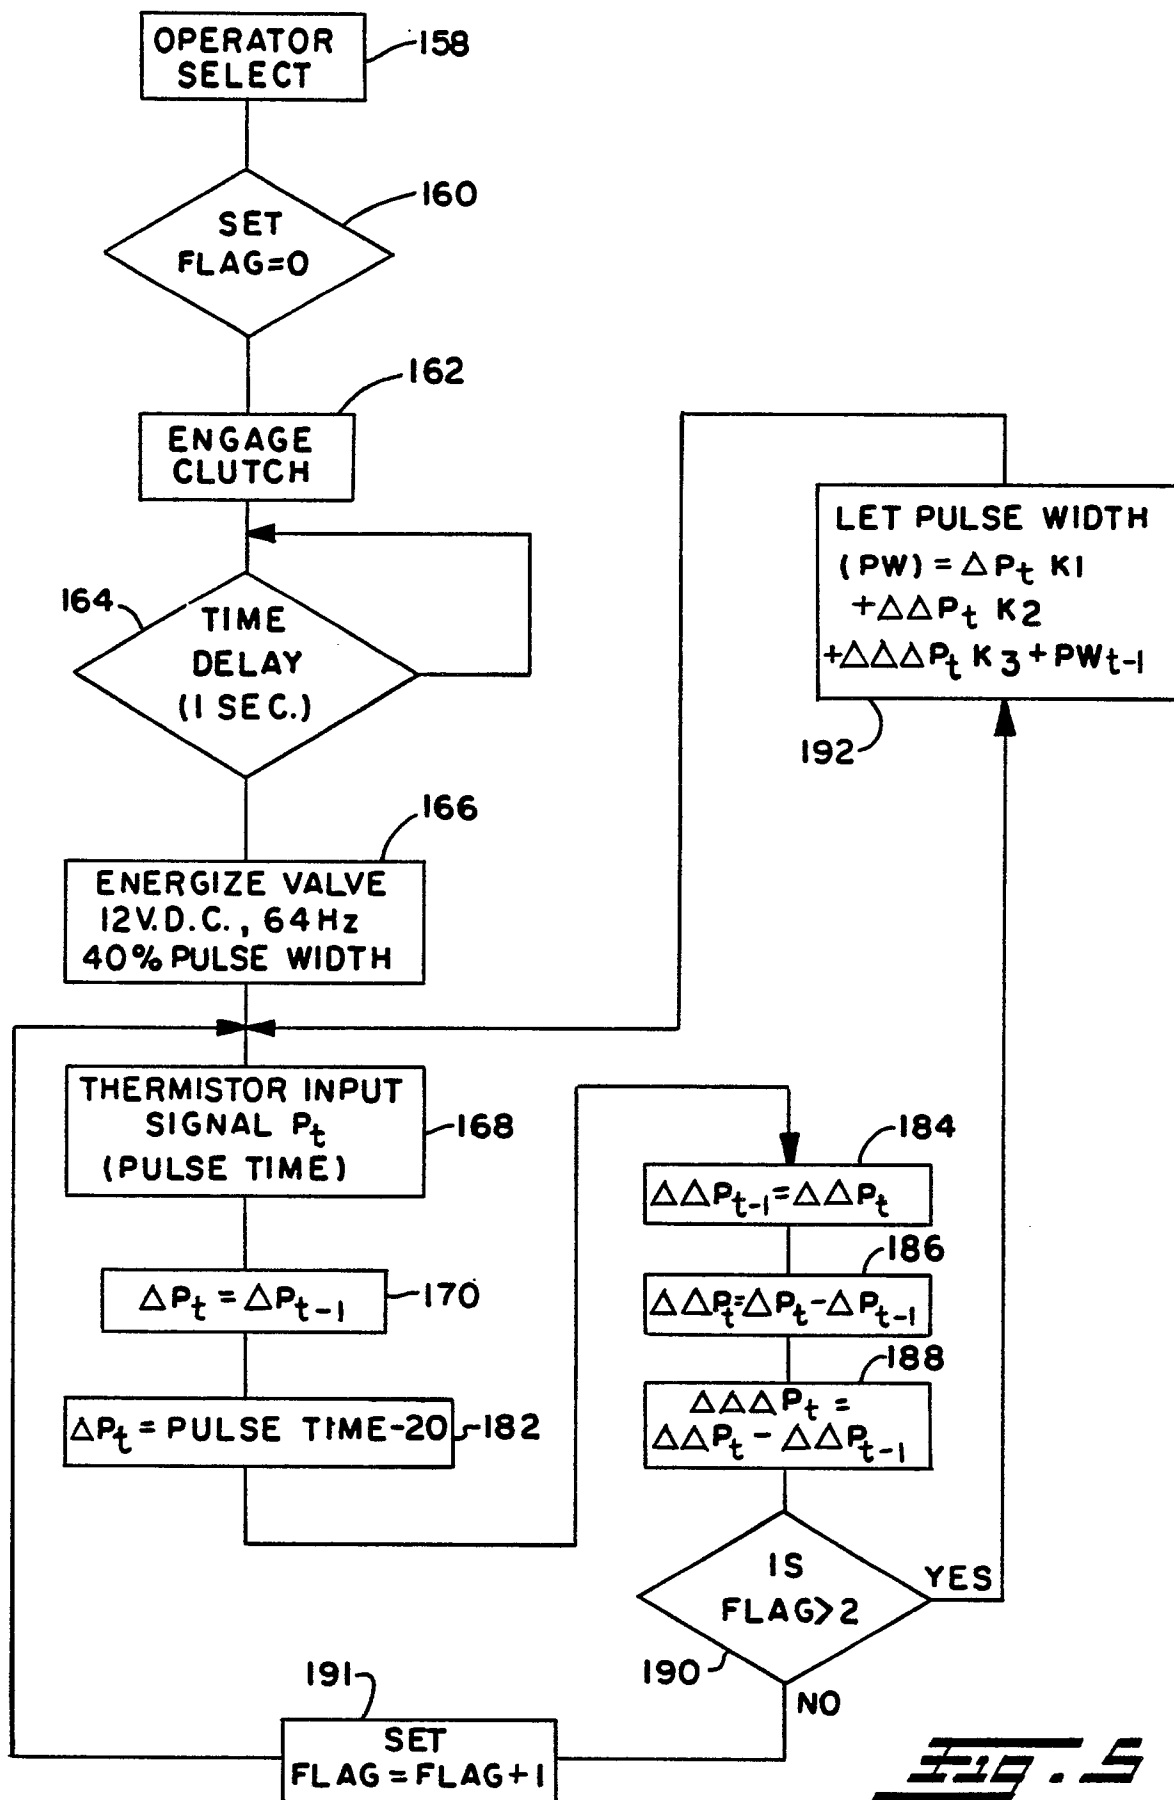 OPERATOR
SELECT
158
SET
FLAG=0
160
ENGAGE
CLUTCH
162
TIME
DELAY
(1 SEC.)
164
ENERGIZE VALVE
12V.D.C., 64Hz
40% PULSE WIDTH
166
THERMISTOR INPUT
SIGNAL Pt
(PULSE TIME)
168
ΔPt = ΔPt-1
170
ΔPt = PULSE TIME-20
182
ΔΔPt-1 = ΔΔPt
184
ΔΔPt=ΔPt-ΔPt-1
186
ΔΔΔPt =
ΔΔPt - ΔΔPt-1
188
IS
FLAG>2
190
YES
NO
SET
FLAG=FLAG+1
191
LET PULSE WIDTH
(PW) = ΔPt K1
+ΔΔPt K2
+ΔΔΔPt K3+PWt-1
192
Fig. 5